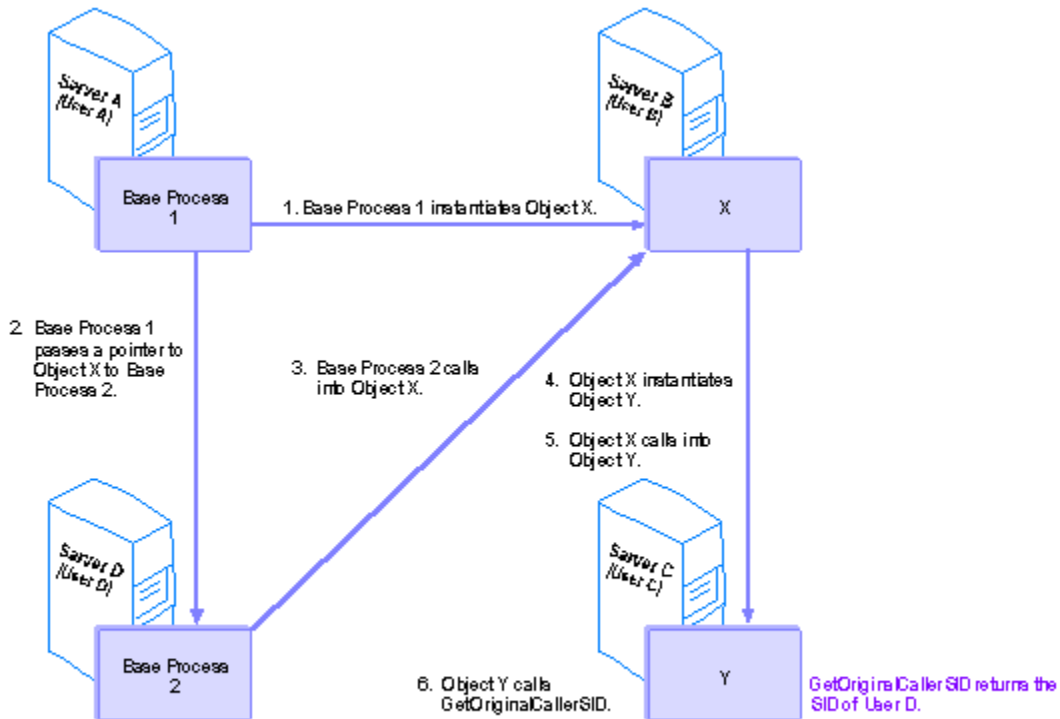 Server A
(User A)
Server B
(User B)
Base Process
1
1. Base Process 1 instantiates Object X.
X
2. Base Process 1
passes a pointer to
Object X to Base
Process 2.
3. Base Process 2 calls
into Object X.
4. Object X instantiates
Object Y.
5. Object X calls into
Object Y.
Server D
(User D)
Server C
(User C)
Base Process
2
6. Object Y calls
GetOriginalCallerSID.
Y
GetOriginalCallerSID returns the
SID of User D.